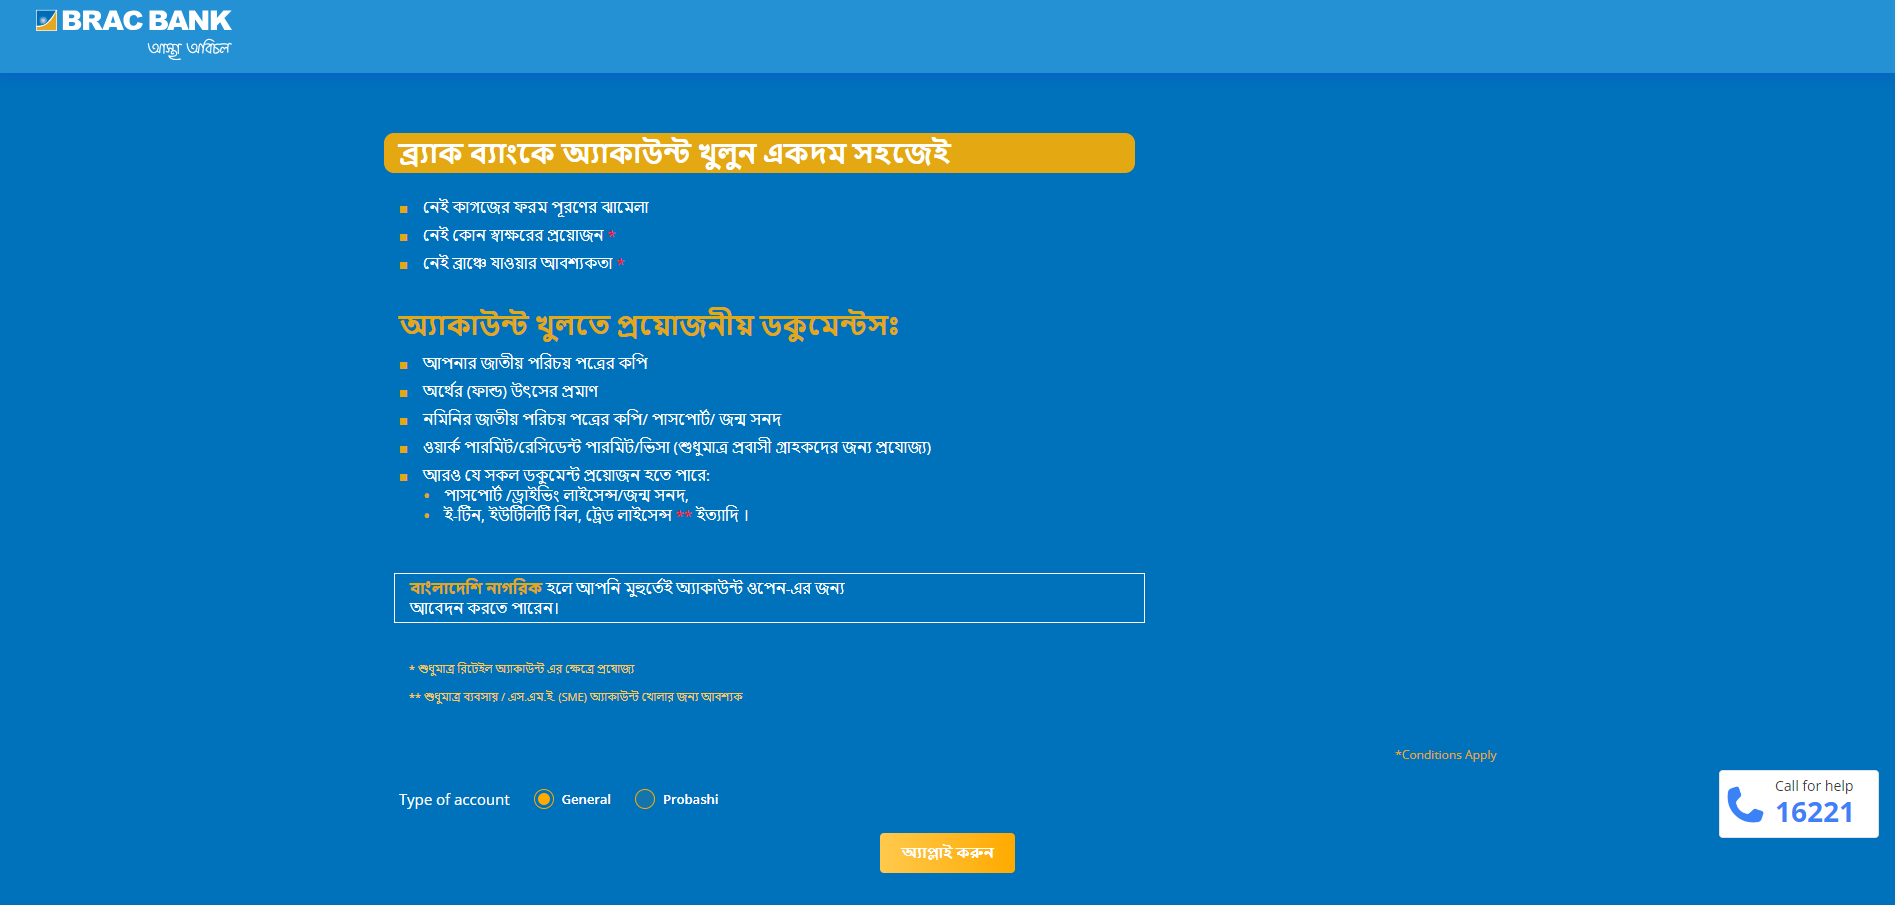 BRAC BANK
আস্থা অবিচল
ব্র্যাক ব্যাংকে অ্যাকাউন্ট খুলুন একদম সহজেই
নেই কাগজের ফরম পূরণের ঝামেলা
নেই কোন স্বাক্ষরের প্রয়োজন *
নেই ব্রাঞ্চে যাওয়ার আবশ্যকতা *
অ্যাকাউন্ট খুলতে প্রয়োজনীয় ডকুমেন্টসঃ
আপনার জাতীয় পরিচয় পত্রের কপি
অর্থের (ফান্ড) উৎসের প্রমাণ
নমিনির জাতীয় পরিচয় পত্রের কপি/ পাসপোর্ট/ জন্ম সনদ
ওয়ার্ক পারমিট/রেসিডেন্ট পারমিট/ভিসা (শুধুমাত্র প্রবাসী গ্রাহকদের জন্য প্রযোজ্য)
আরও যে সকল ডকুমেন্ট প্রয়োজন হতে পারে:
পাসপোর্ট /ড্রাইভিং লাইসেন্স/জন্ম সনদ,
ই-টিন, ইউটিলিটি বিল, ট্রেড লাইসেন্স ** ইত্যাদি ।
বাংলাদেশি নাগরিক হলে আপনি মুহুর্তেই অ্যাকাউন্ট ওপেন-এর জন্য
আবেদন করতে পারেন।
* শুধুমাত্র রিটেইল অ্যাকাউন্ট এর ক্ষেত্রে প্রযোজ্য
** শুধুমাত্র ব্যবসায় / এস.এম.ই. (SME) অ্যাকাউন্ট খোলার জন্য আবশ্যক
*Conditions Apply
Type of account General Probashi
Call for help
16221
অ্যাপ্লাই করুন